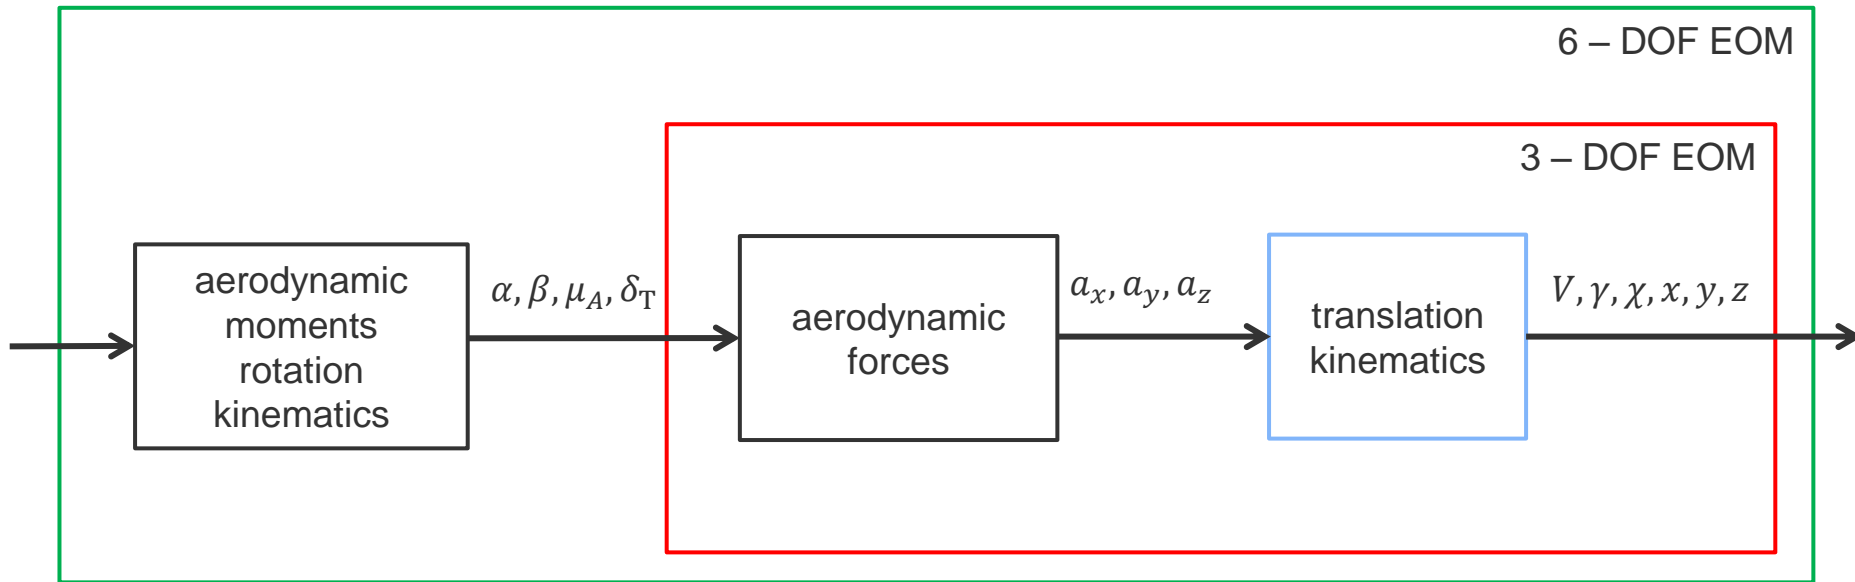 6 – DOF EOM
3 – DOF EOM
aerodynamic
moments
rotation
kinematics
α, β, μ_A, δ_T
aerodynamic
forces
a_x, a_y, a_z
translation
kinematics
V, γ, χ, x, y, z